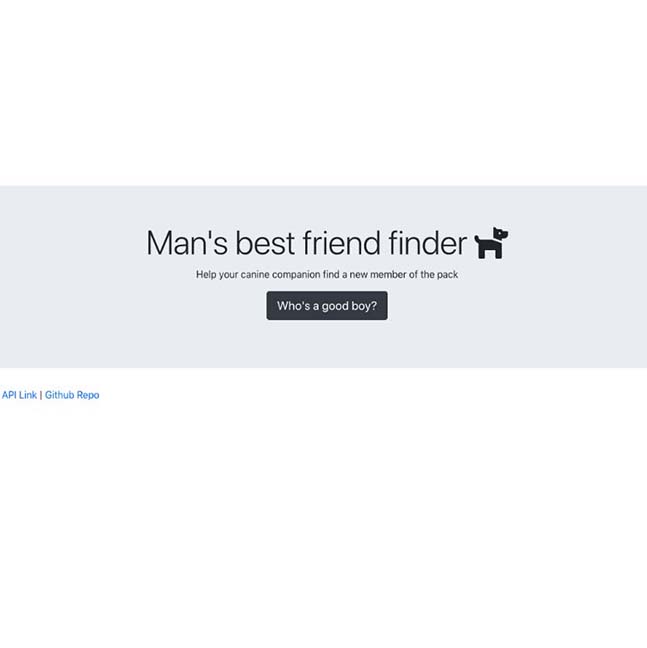 Man's best friend finder
Help your canine companion find a new member of the pack
Who's a good boy?
API Link | Github Repo